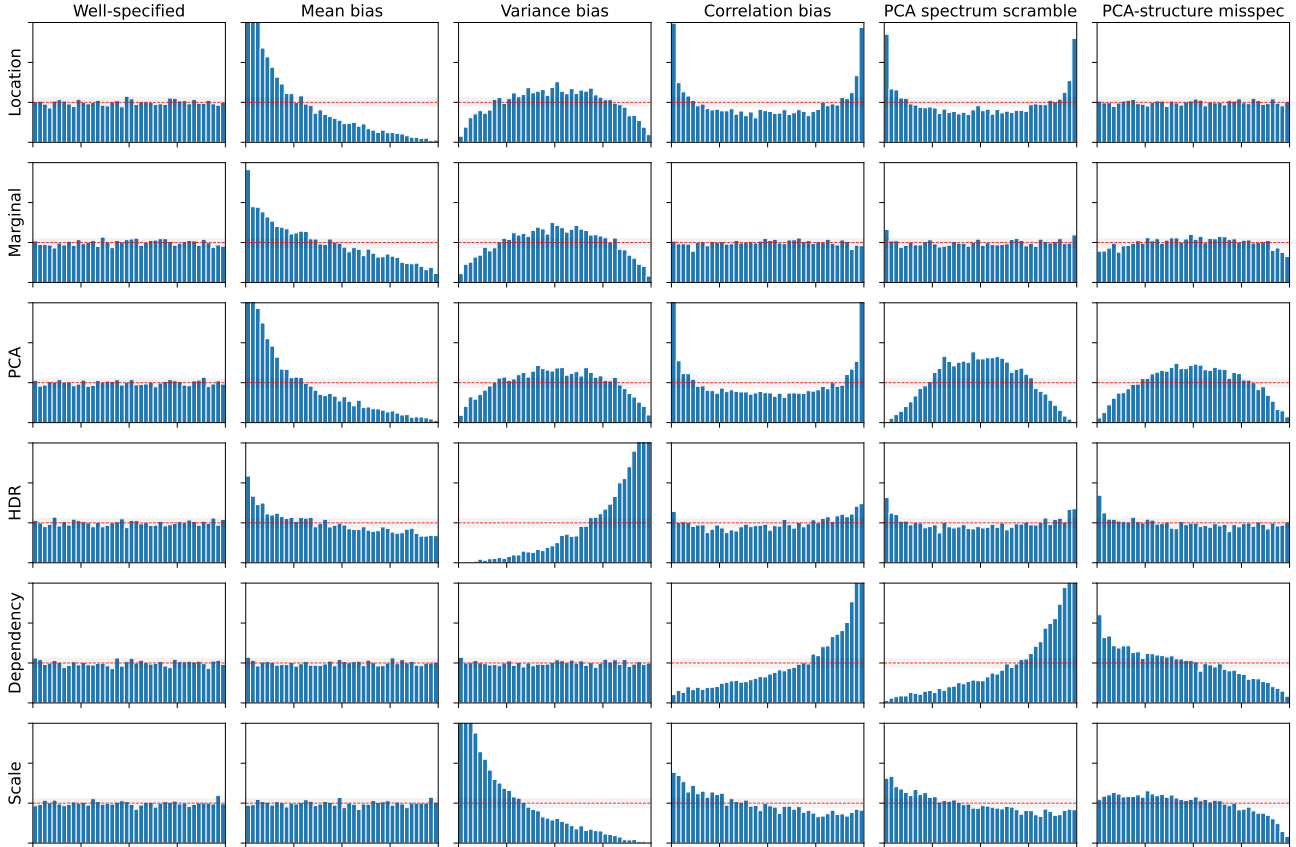 Well-specified Mean bias Variance bias Correlation bias PCA spectrum scramble PCA-structure misspec
Location
Marginal
PCA
HDR
Dependency
Scale